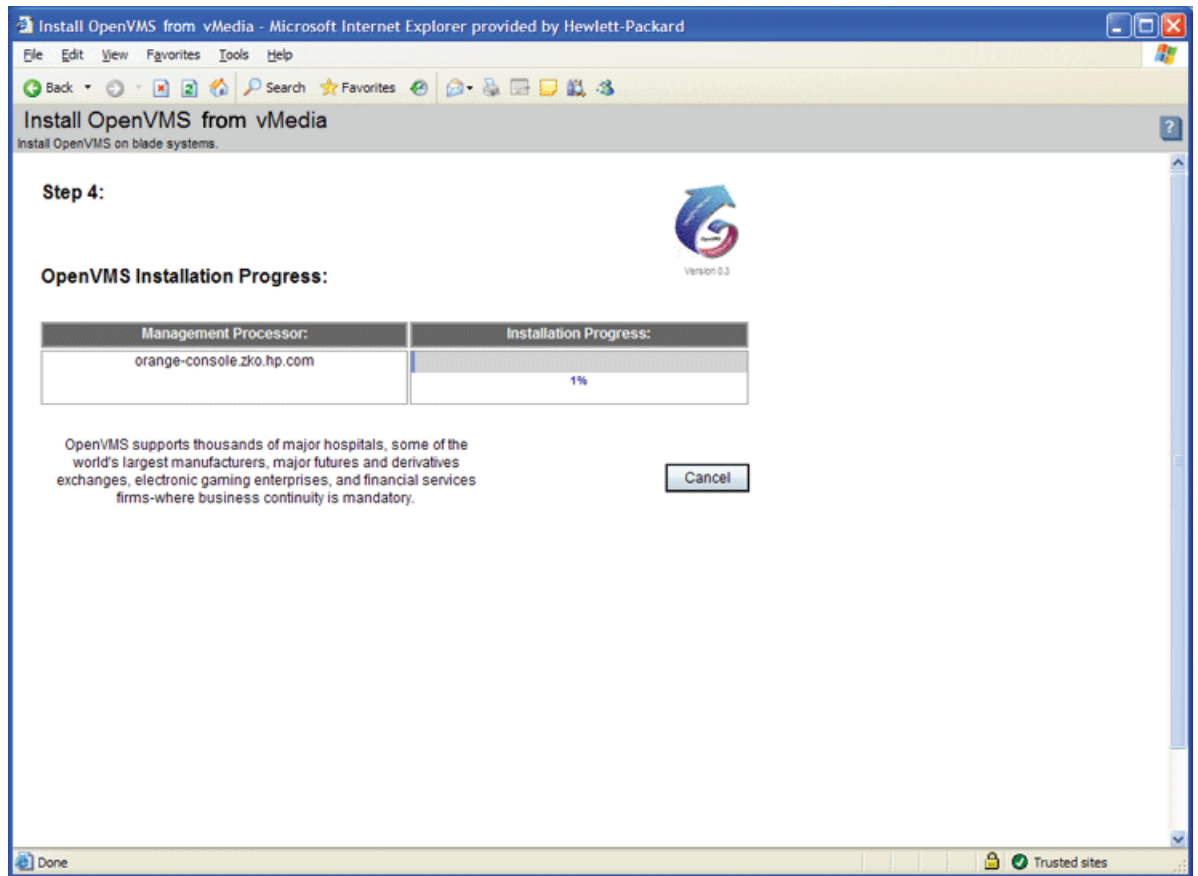 Install OpenVMS from vMedia - Microsoft Internet Explorer provided by Hewlett-Packard
File Edit View Favorites Tools Help
Back Search Favorites
Install OpenVMS from vMedia
Install OpenVMS on blade systems.
?
Step 4:
OpenVMS
Version 0.3
OpenVMS Installation Progress:
Management Processor: Installation Progress:
orange-console.zko.hp.com
1%
OpenVMS supports thousands of major hospitals, some of the
world's largest manufacturers, major futures and derivatives
exchanges, electronic gaming enterprises, and financial services
firms-where business continuity is mandatory.
Cancel
Done Trusted sites